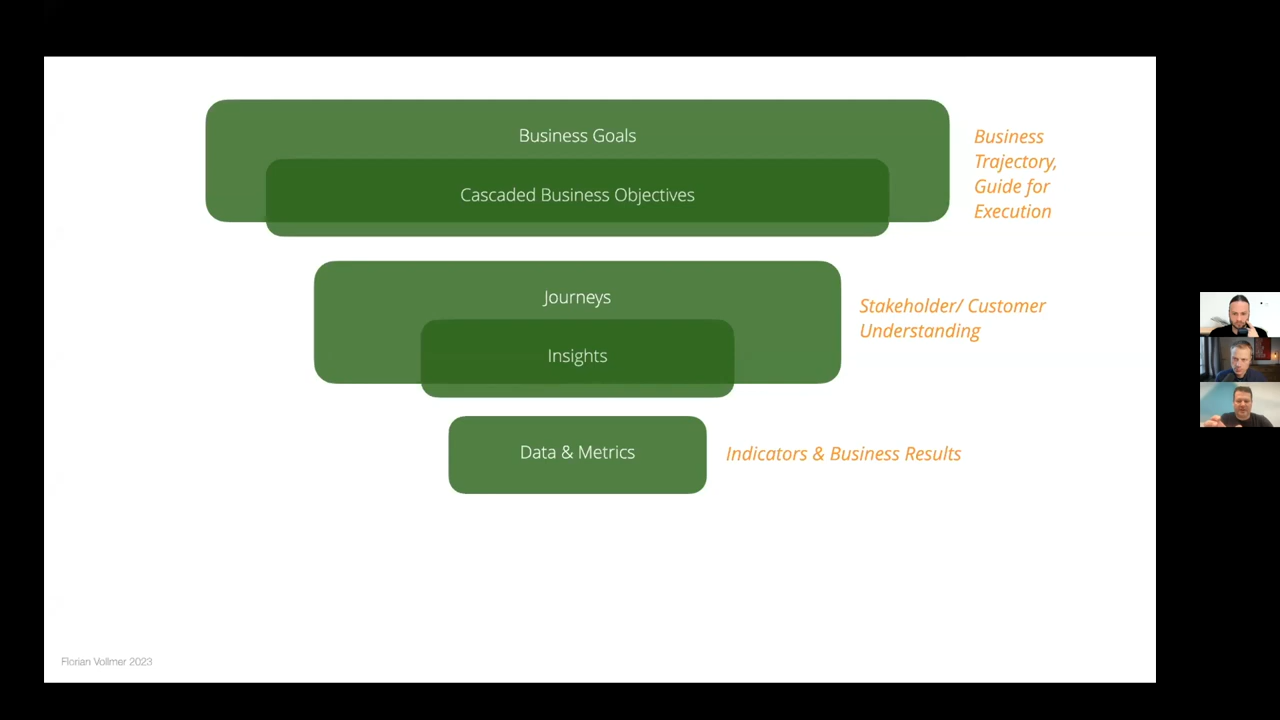 Business Goals
Cascaded Business Objectives
Business
Trajectory,
Guide for
Execution
Journeys
Insights
Stakeholder/ Customer
Understanding
Data & Metrics
Indicators & Business Results
Florian Vollmer 2023